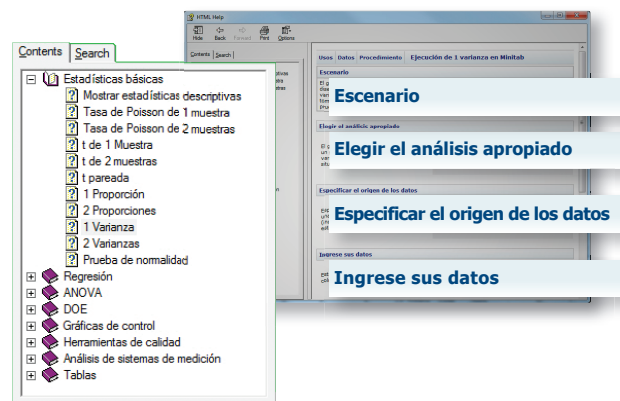 HTML Help
Hide Back Forward Print Options
Contents Search
Contents Search
Estadísticas básicas
Mostrar estadísticas descriptivas
Tasa de Poisson de 1 muestra
Tasa de Poisson de 2 muestras
t de 1 Muestra
t de 2 muestras
t pareada
1 Proporción
2 Proporciones
1 Varianza
2 Varianzas
Prueba de normalidad
Regresión
ANOVA
DOE
Gráficas de control
Herramientas de calidad
Análisis de sistemas de medición
Tablas
Usos Datos Procedimiento Ejecución de 1 varianza en Minitab
Escenario
Escenario
Elegir el análisis apropiado
Elegir el análisis apropiado
Especificar el origen de los datos
Especificar el origen de los datos
Ingrese sus datos
Ingrese sus datos